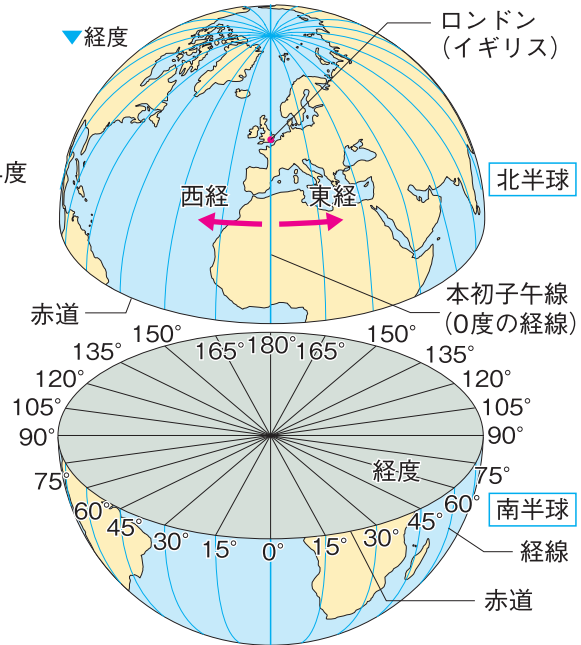 ▼経度
ロンドン
(イギリス)
度
北半球
西経
東経
本初子午線
(0度の経線)
赤道
180°
165°
165°
150°
150°
135°
135°
120°
120°
105°
105°
90°
90°
経度
75°
75°
60°
60°
南半球
45°
45°
30°
30°
15°
15°
0°
経線
赤道